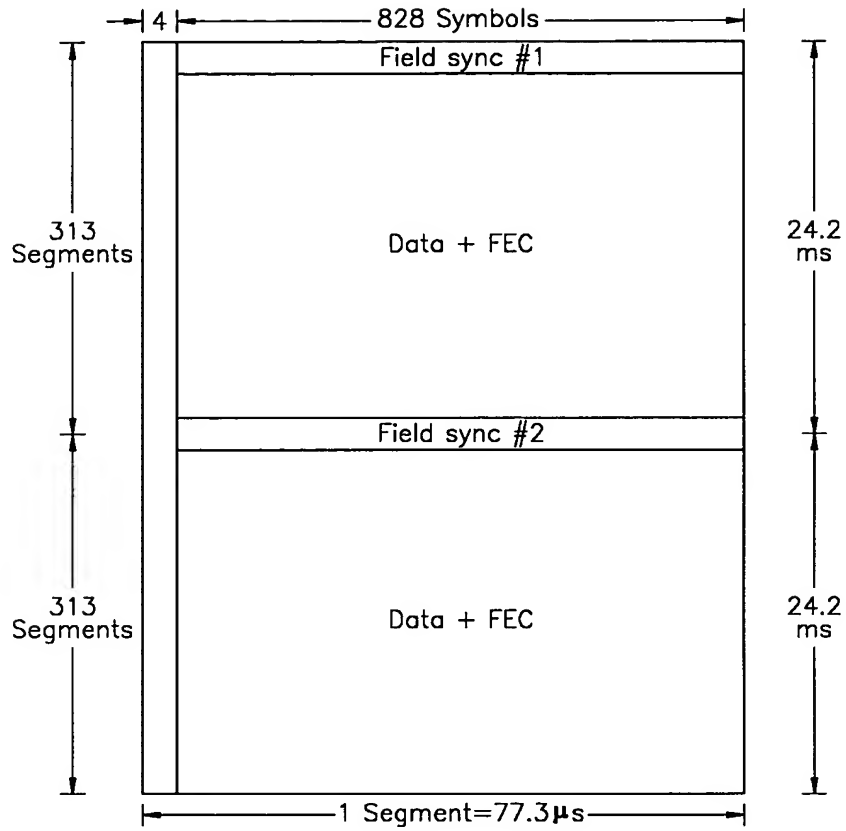 4
828 Symbols
Field sync #1
313
Segments
Data + FEC
24.2
ms
Field sync #2
313
Segments
Data + FEC
24.2
ms
1 Segment=77.3µs